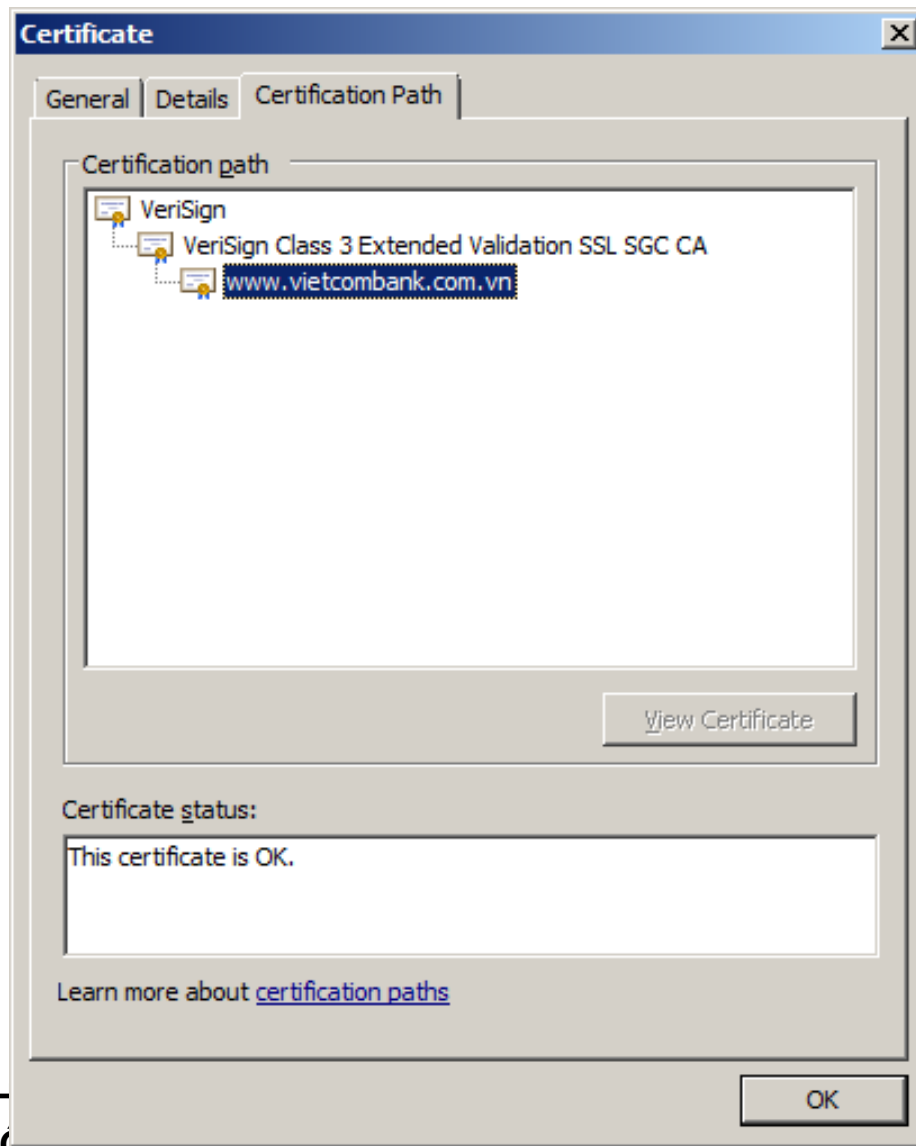 Certificate
General Details Certification Path
Certification path
VeriSign
VeriSign Class 3 Extended Validation SSL SGC CA
www.vietcombank.com.vn
View Certificate
Certificate status:
This certificate is OK.
Learn more about certification paths
OK